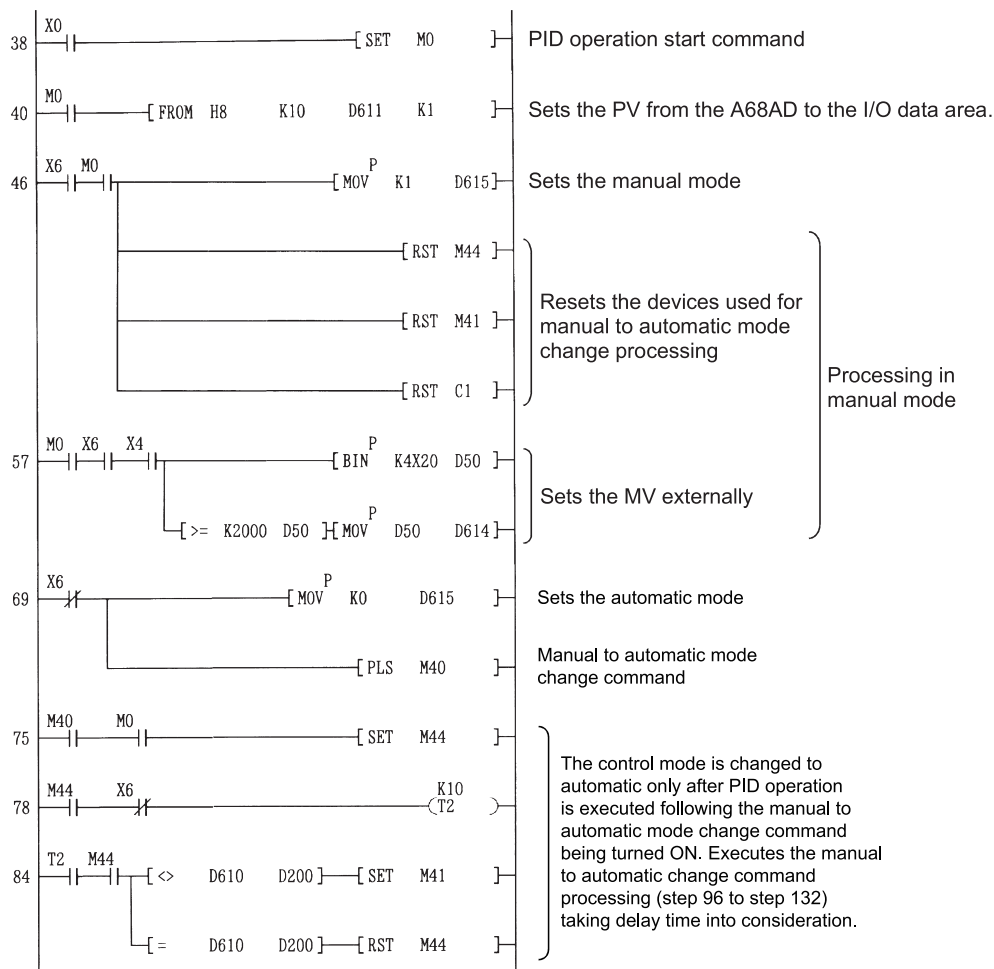 X0
38 SET M0 PID operation start command
M0
40 FROM H8 K10 D611 K1 Sets the PV from the A68AD to the I/O data area.
X6 M0 P
46 MOV K1 D615 Sets the manual mode
RST M44
RST M41
RST C1
Resets the devices used for
manual to automatic mode
change processing
Processing in
manual mode
M0 X6 X4 P
57 BIN K4X20 D50
P
>= K2000 D50 MOV D50 D614
Sets the MV externally
X6 P
69 MOV K0 D615 Sets the automatic mode
PLS M40
Manual to automatic mode
change command
M40 M0
75 SET M44
M44 X6 K10
78 T2
T2 M44
84 <> D610 D200 SET M41
= D610 D200 RST M44
The control mode is changed to
automatic only after PID operation
is executed following the manual to
automatic mode change command
being turned ON. Executes the manual
to automatic change command
processing (step 96 to step 132)
taking delay time into consideration.